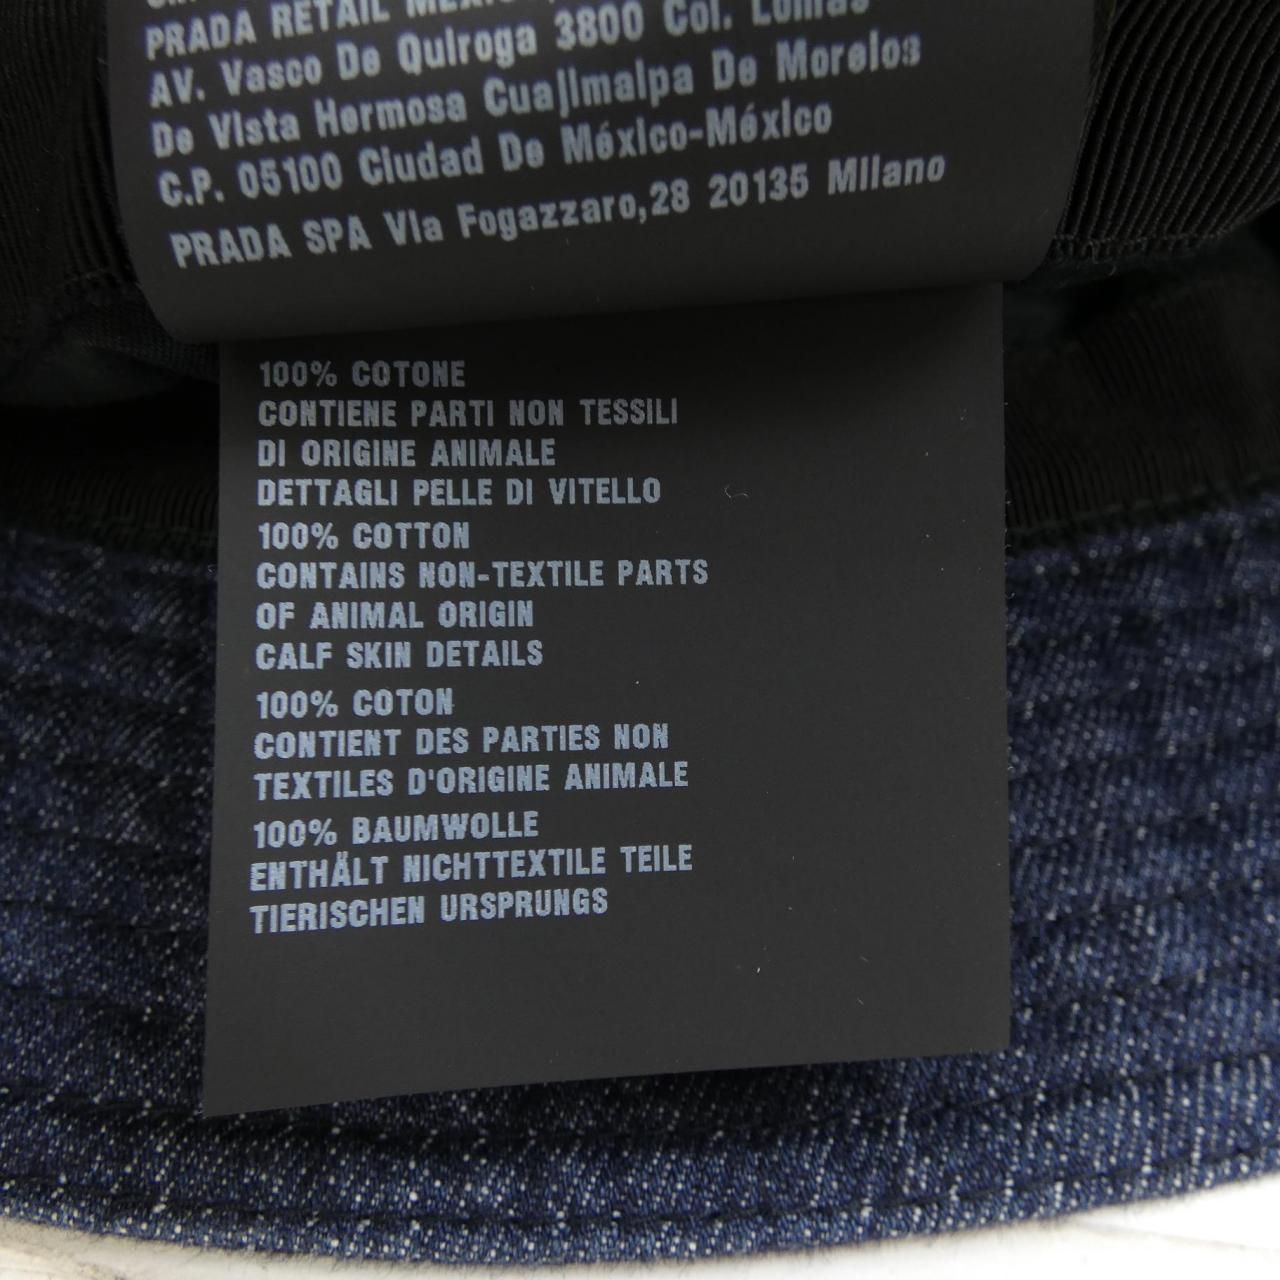 PRADA RETAIL MEXICO
AV. Vasco De Quiroga 3800 Col. Lomas
De Vista Hermosa Cuajimalpa De Morelos
C.P. 05100 Ciudad De México-México
PRADA SPA Via Fogazzaro,28 20135 Milano
100% COTONE
CONTIENE PARTI NON TESSILI
DI ORIGINE ANIMALE
DETTAGLI PELLE DI VITELLO
100% COTTON
CONTAINS NON-TEXTILE PARTS
OF ANIMAL ORIGIN
CALF SKIN DETAILS
100% COTON
CONTIENT DES PARTIES NON
TEXTILES D'ORIGINE ANIMALE
100% BAUMWOLLE
ENTHÄLT NICHTTEXTILE TEILE
TIERISCHEN URSPRUNGS